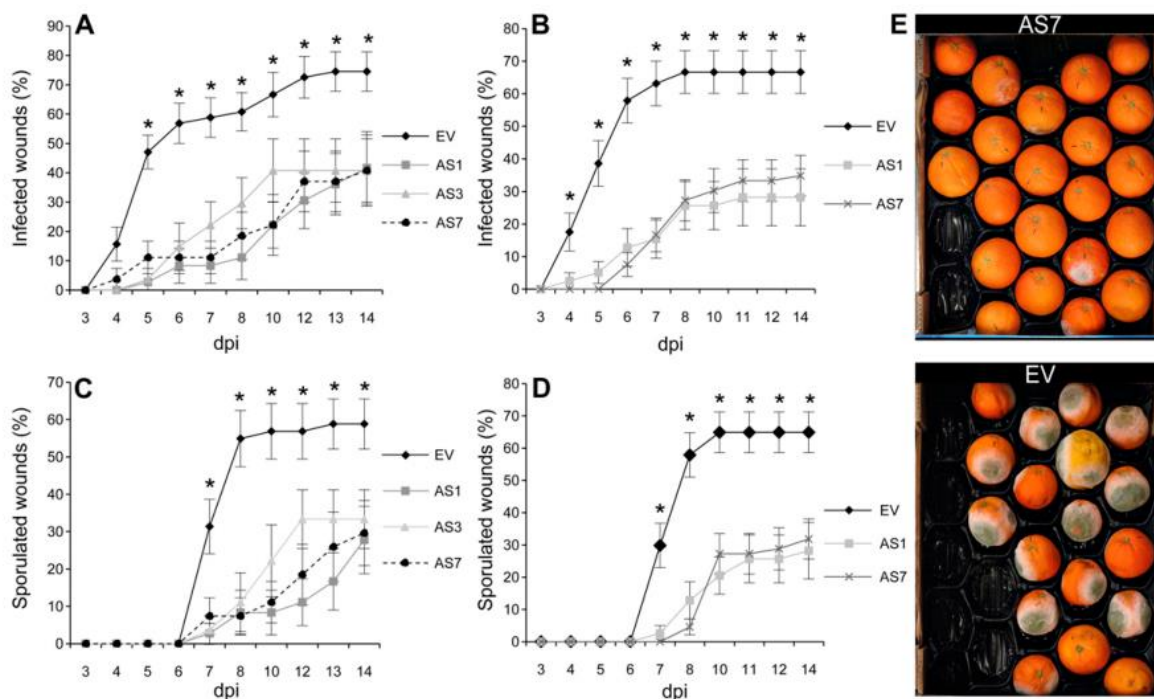 A
Infected wounds (%)
90
80
70
60
50
40
30
20
10
0
* * * * * * * * *
3 4 5 6 7 8 10 12 13 14
dpi
EV
AS1
AS3
AS7
B
Infected wounds (%)
80
70
60
50
40
30
20
10
0
* * * * * * * * *
3 4 5 6 7 8 10 11 12 14
dpi
EV
AS1
AS7
E
AS7
C
Sporulated wounds (%)
70
60
50
40
30
20
10
0
* * * * * *
3 4 5 6 7 8 10 12 13 14
dpi
EV
AS1
AS3
AS7
D
Sporulated wounds (%)
80
70
60
50
40
30
20
10
0
* * * * * *
3 4 5 6 7 8 10 11 12 14
dpi
EV
AS1
AS7
EV